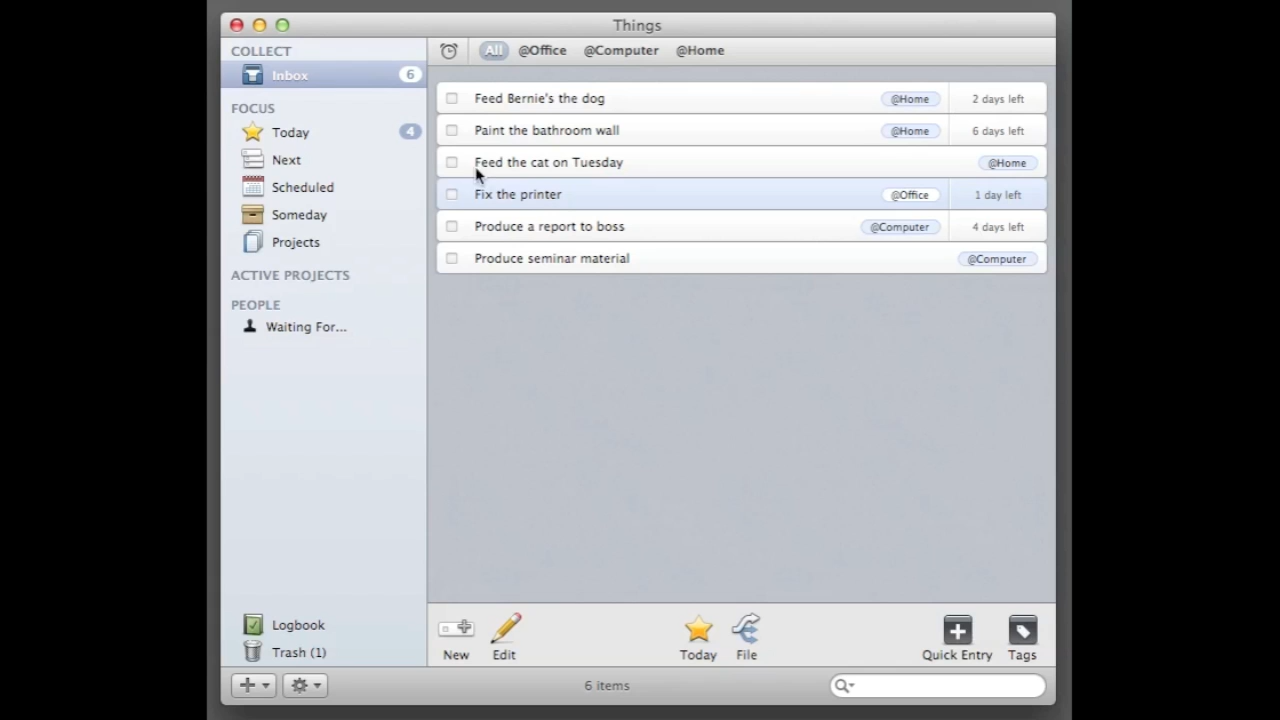 Things
COLLECT
Inbox 6
FOCUS
Today 4
Next
Scheduled
Someday
Projects
ACTIVE PROJECTS
PEOPLE
Waiting For...
Logbook
Trash (1)
All @Office @Computer @Home
Feed Bernie's the dog @Home 2 days left
Paint the bathroom wall @Home 6 days left
Feed the cat on Tuesday @Home
Fix the printer @Office 1 day left
Produce a report to boss @Computer 4 days left
Produce seminar material @Computer
New Edit Today File Quick Entry Tags
6 items